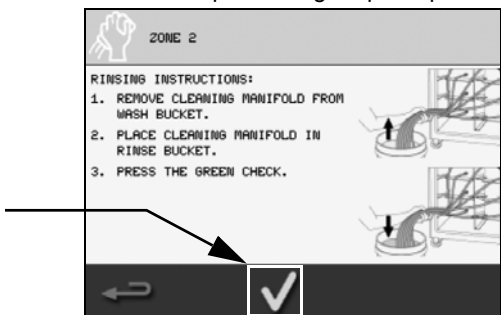 ZONE 2
RINSING INSTRUCTIONS:
1. REMOVE CLEANING MANIFOLD FROM
WASH BUCKET.
2. PLACE CLEANING MANIFOLD IN
RINSE BUCKET.
3. PRESS THE GREEN CHECK.